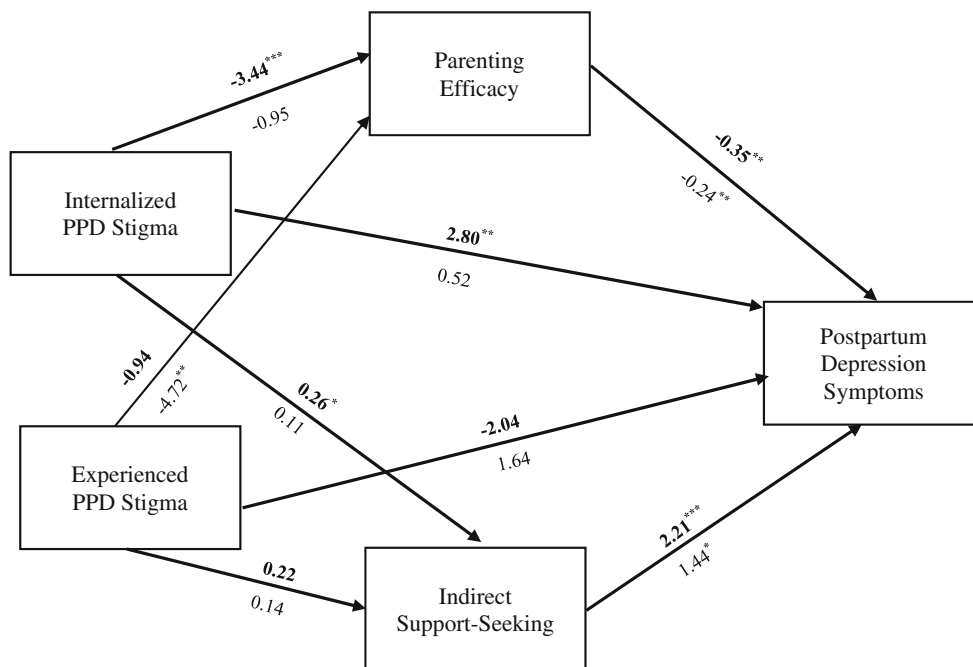 Parenting
Efficacy
-3.44***
-0.95
-0.35**
-0.24**
Internalized
PPD Stigma
2.80**
0.52
Postpartum
Depression
Symptoms
-0.94
-4.72**
0.26*
0.11
-2.04
1.64
Experienced
PPD Stigma
0.22
0.14
2.21***
1.44*
Indirect
Support-Seeking